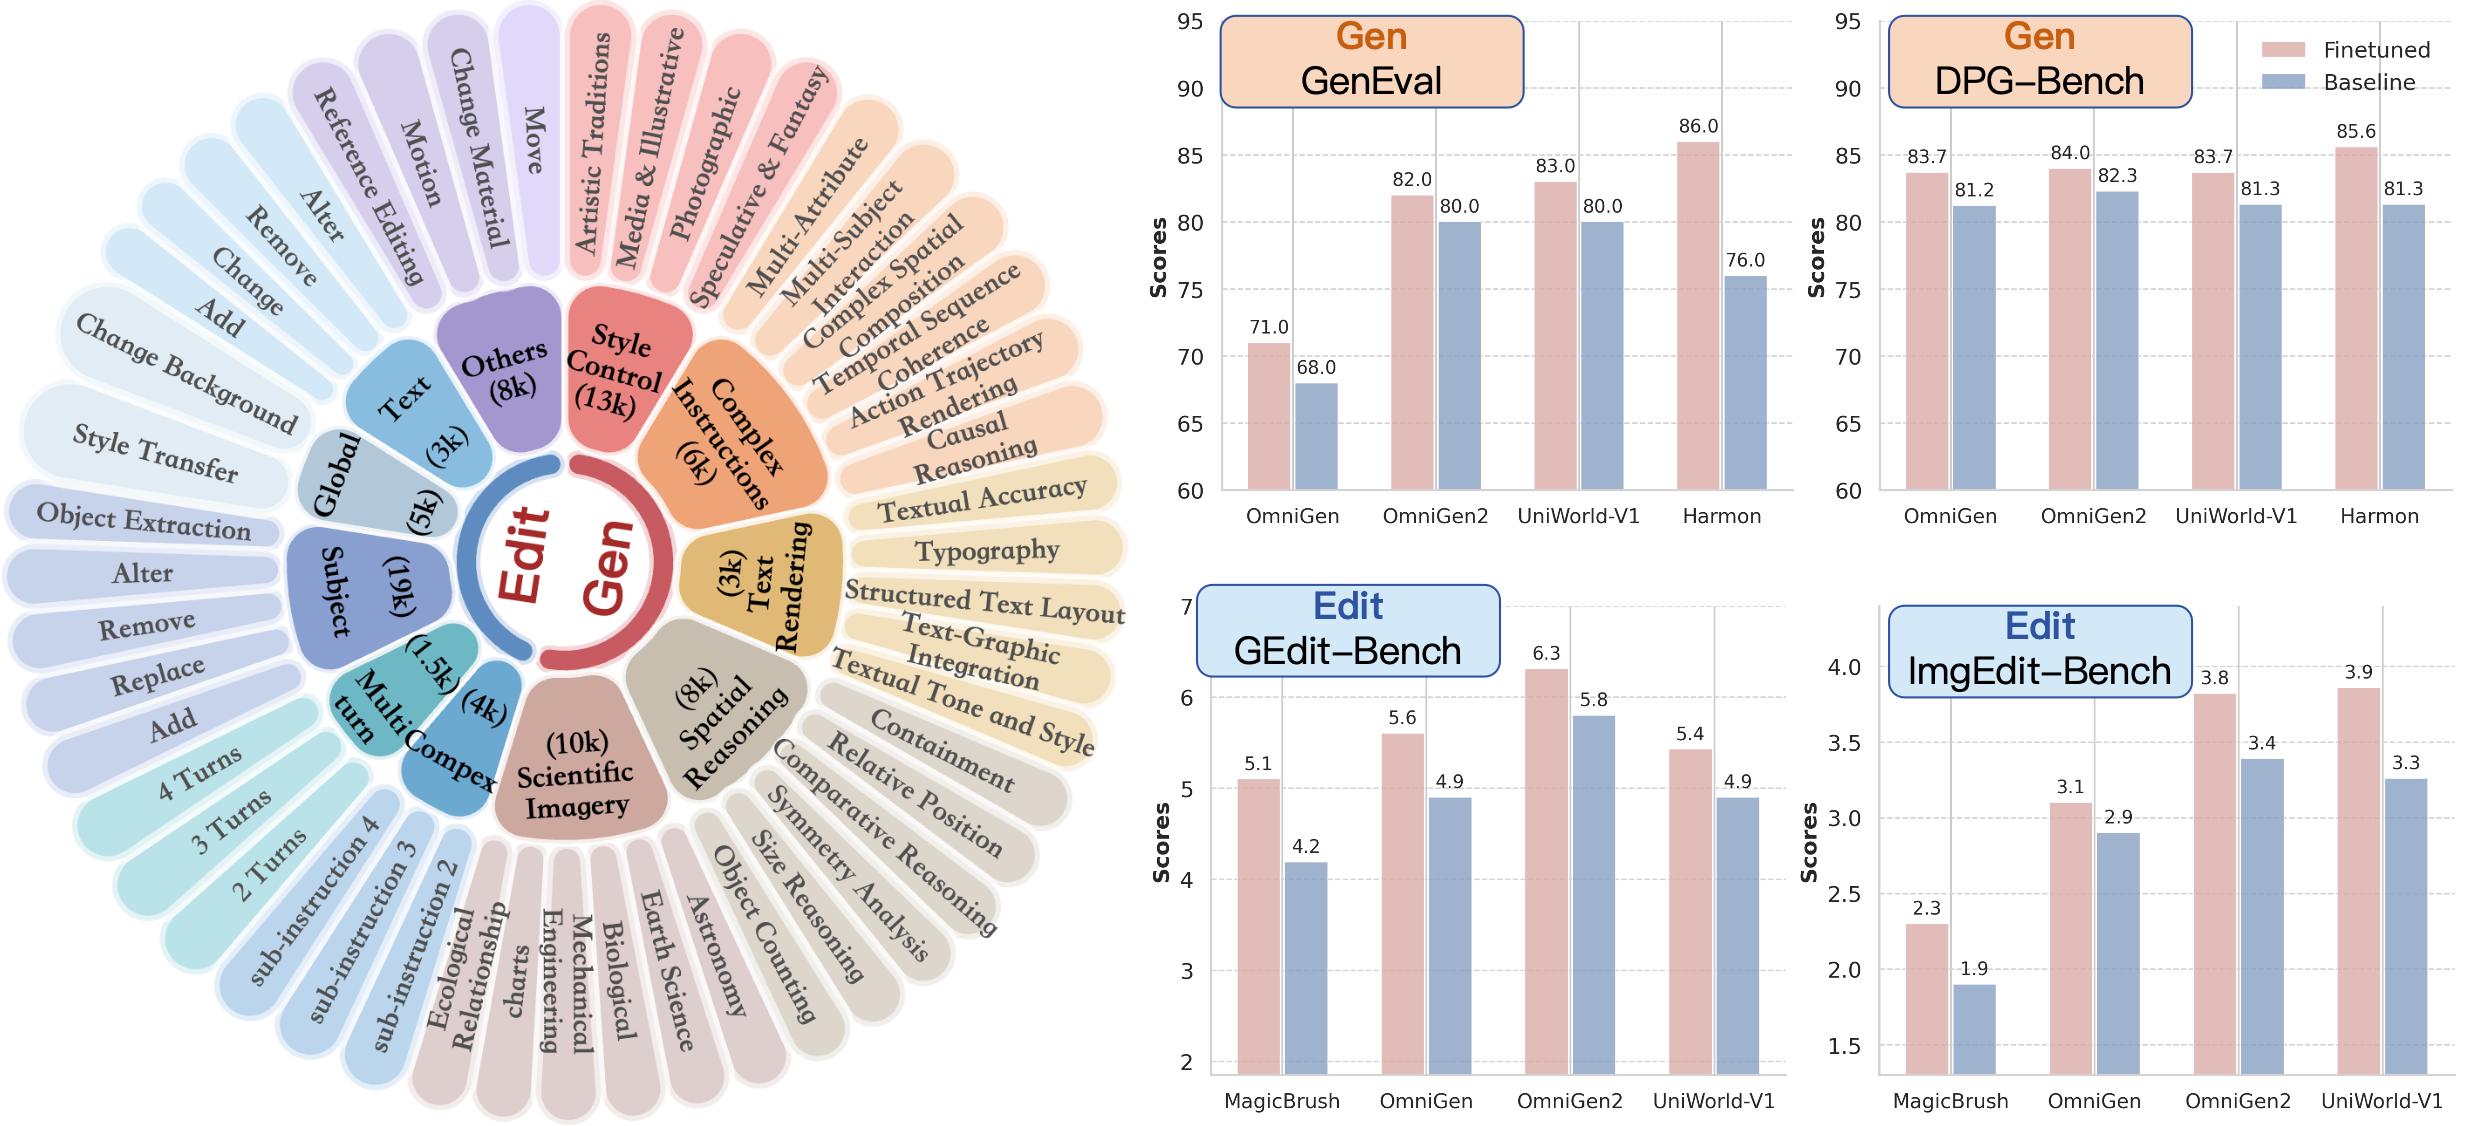 Edit
Gen
Style
Control
(13k)
Artistic Traditions
Media & Illustrative
Photographic
Speculative & Fantasy
Complex
Instructions
(6k)
Multi-Attribute
Multi-Subject
Interaction
Complex Spatial
Composition
Temporal Sequence
Coherence
Action Trajectory
Rendering
Causal
Reasoning
(3k)
Text
Rendering
Textual Accuracy
Typography
Structured Text Layout
Text-Graphic
Integration
Textual Tone and Style
(8k)
Spatial
Reasoning
Containment
Relative Position
Comparative Reasoning
Symmetry Analysis
Size Reasoning
Object Counting
(10k)
Scientific
Imagery
Astronomy
Earth Science
Biological
Mechanical
Engineering
charts
Ecological
Relationship
(4k)
Compex
sub-instruction 2
sub-instruction 3
sub-instruction 4
(1.5k)
Multi
turn
2 Turns
3 Turns
4 Turns
Subject
(19k)
Add
Replace
Remove
Alter
Object Extraction
Global
(5k)
Style Transfer
Change Background
Text
(3k)
Add
Change
Remove
Alter
Others
(8k)
Reference Editing
Motion
Change Material
Move
Gen
GenEval
Scores
95
90
85
80
75
70
65
60
71.0
68.0
82.0
80.0
83.0
80.0
86.0
76.0
OmniGen
OmniGen2
UniWorld-V1
Harmon
Gen
DPG-Bench
Finetuned
Baseline
Scores
95
90
85
80
75
70
65
60
83.7
81.2
84.0
82.3
83.7
81.3
85.6
81.3
OmniGen
OmniGen2
UniWorld-V1
Harmon
Edit
GEdit-Bench
Scores
7
6
5
4
3
2
5.1
4.2
5.6
4.9
6.3
5.8
5.4
4.9
MagicBrush
OmniGen
OmniGen2
UniWorld-V1
Edit
ImgEdit-Bench
Scores
4.0
3.5
3.0
2.5
2.0
1.5
2.3
1.9
3.1
2.9
3.8
3.4
3.9
3.3
MagicBrush
OmniGen
OmniGen2
UniWorld-V1